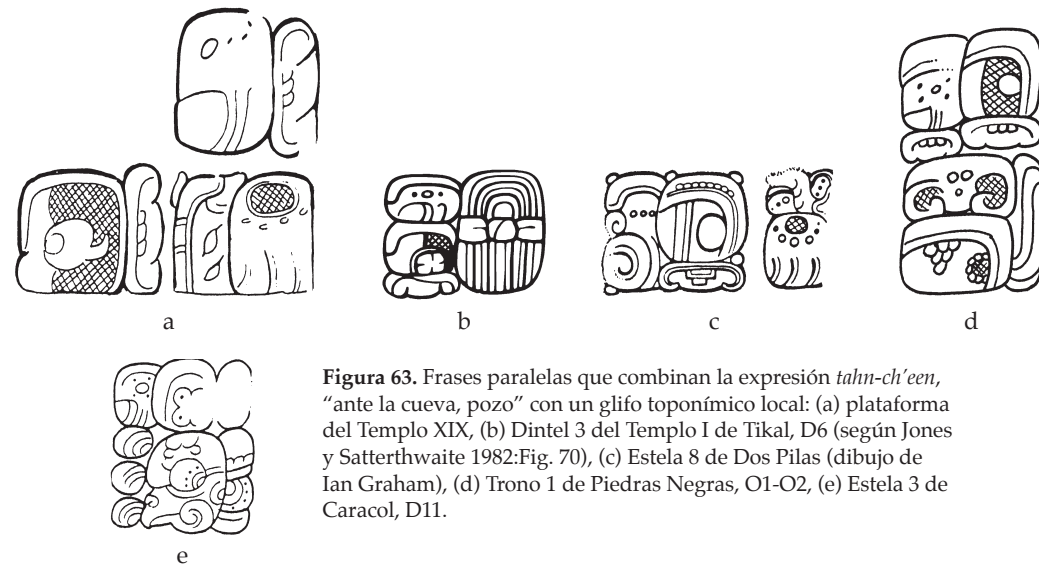 a
b
c
d
e
Figura 63. Frases paralelas que combinan la expresión tahn-ch'een,
“ante la cueva, pozo” con un glifo toponímico local: (a) plataforma
del Templo XIX, (b) Dintel 3 del Templo I de Tikal, D6 (según Jones
y Satterthwaite 1982:Fig. 70), (c) Estela 8 de Dos Pilas (dibujo de
Ian Graham), (d) Trono 1 de Piedras Negras, O1-O2, (e) Estela 3 de
Caracol, D11.